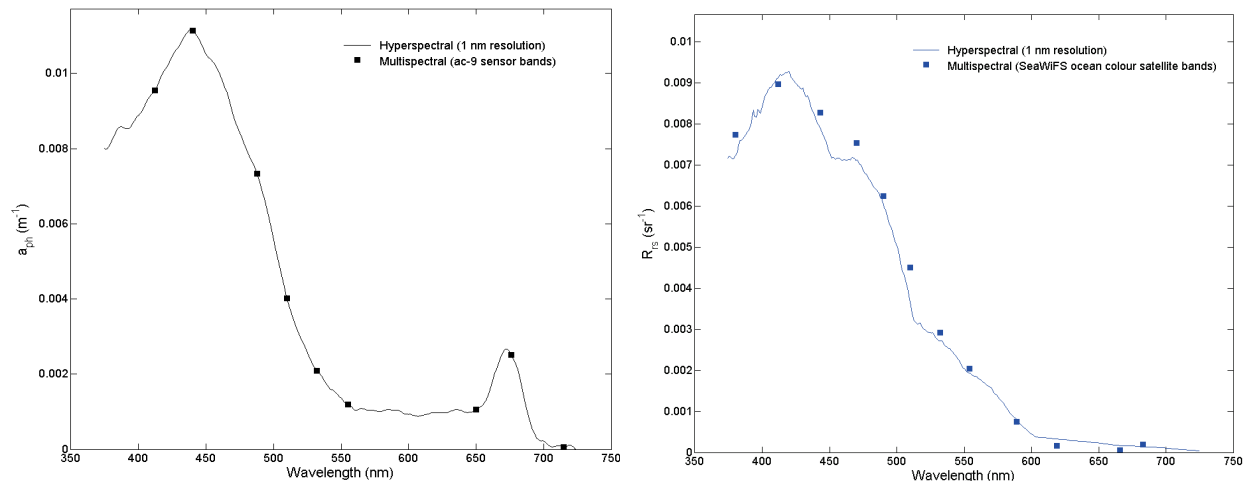 Hyperspectral (1 nm resolution)
Multispectral (ac-9 sensor bands)
0.01
0.008
0.006
0.004
0.002
0
a_ph (m^-1)
350 400 450 500 550 600 650 700 750
Wavelength (nm)
Hyperspectral (1 nm resolution)
Multispectral (SeaWiFS ocean colour satellite bands)
0.01
0.009
0.008
0.007
0.006
0.005
0.004
0.003
0.002
0.001
0
R_rs (sr^-1)
350 400 450 500 550 600 650 700 750
Wavelength (nm)